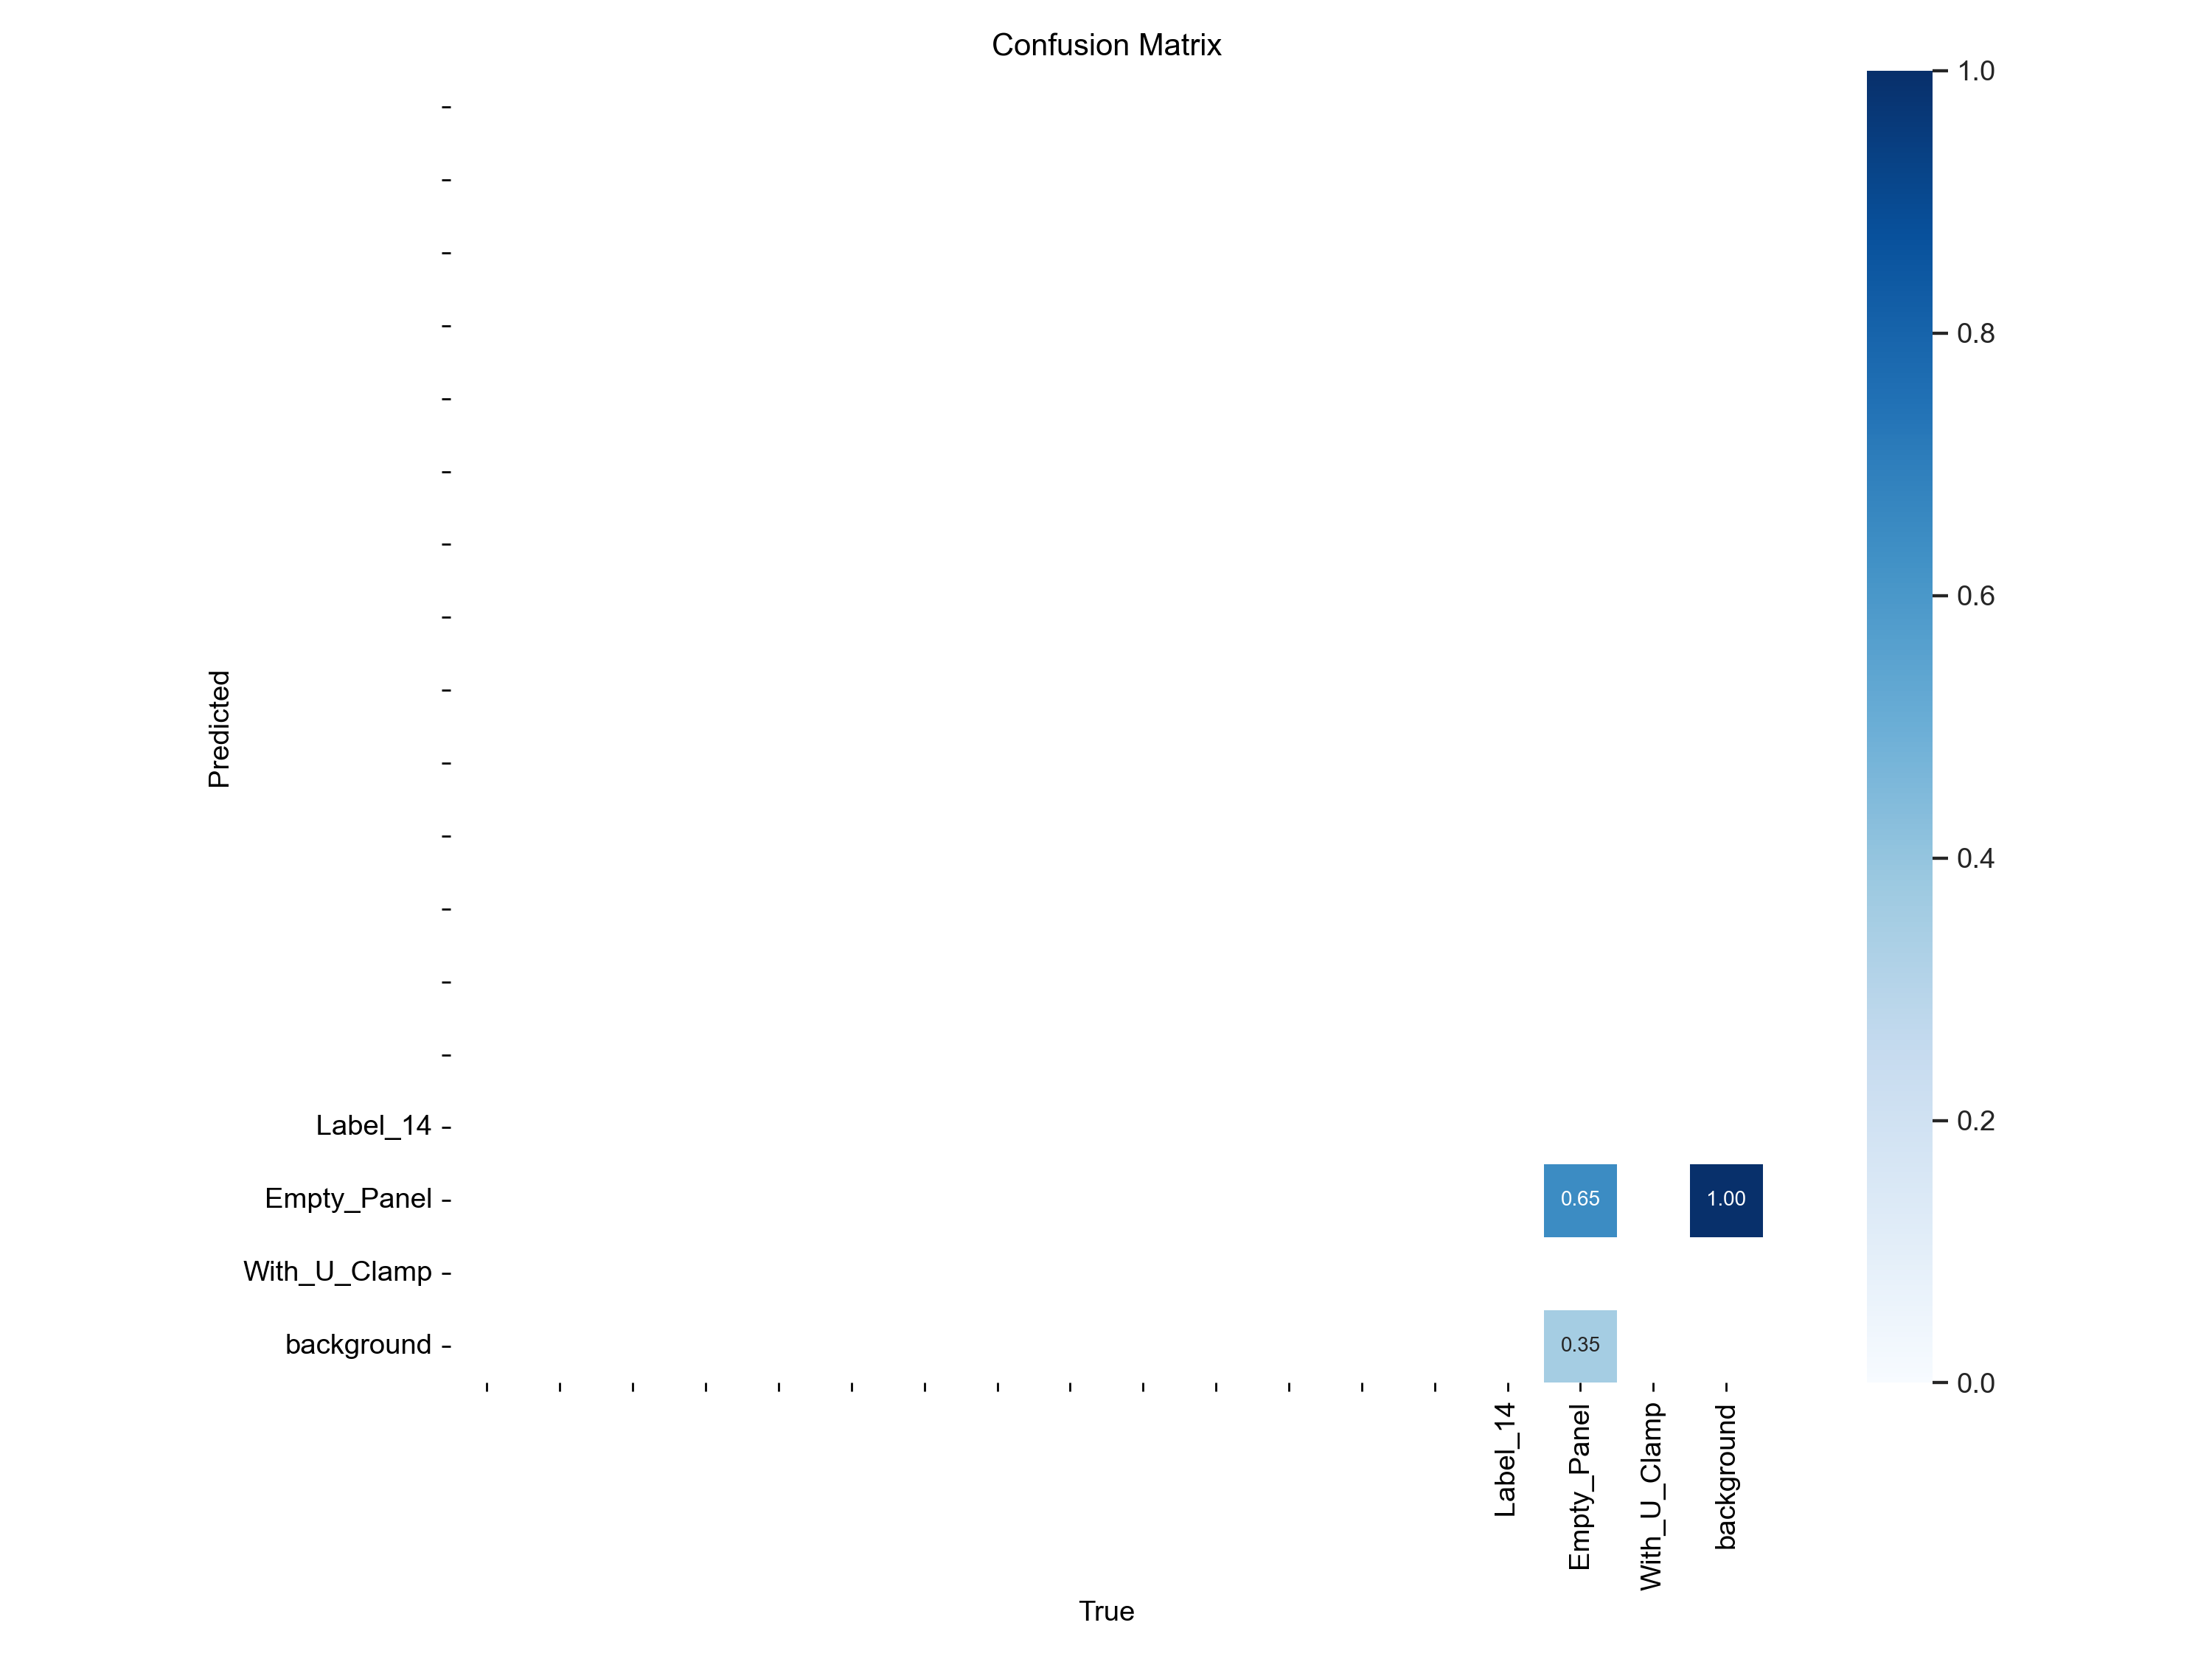 Confusion Matrix
1.0
0.8
0.6
0.4
0.2
0.0
Predicted
Label_14
Empty_Panel
With_U_Clamp
background
0.65
1.00
0.35
Label_14
Empty_Panel
With_U_Clamp
background
True